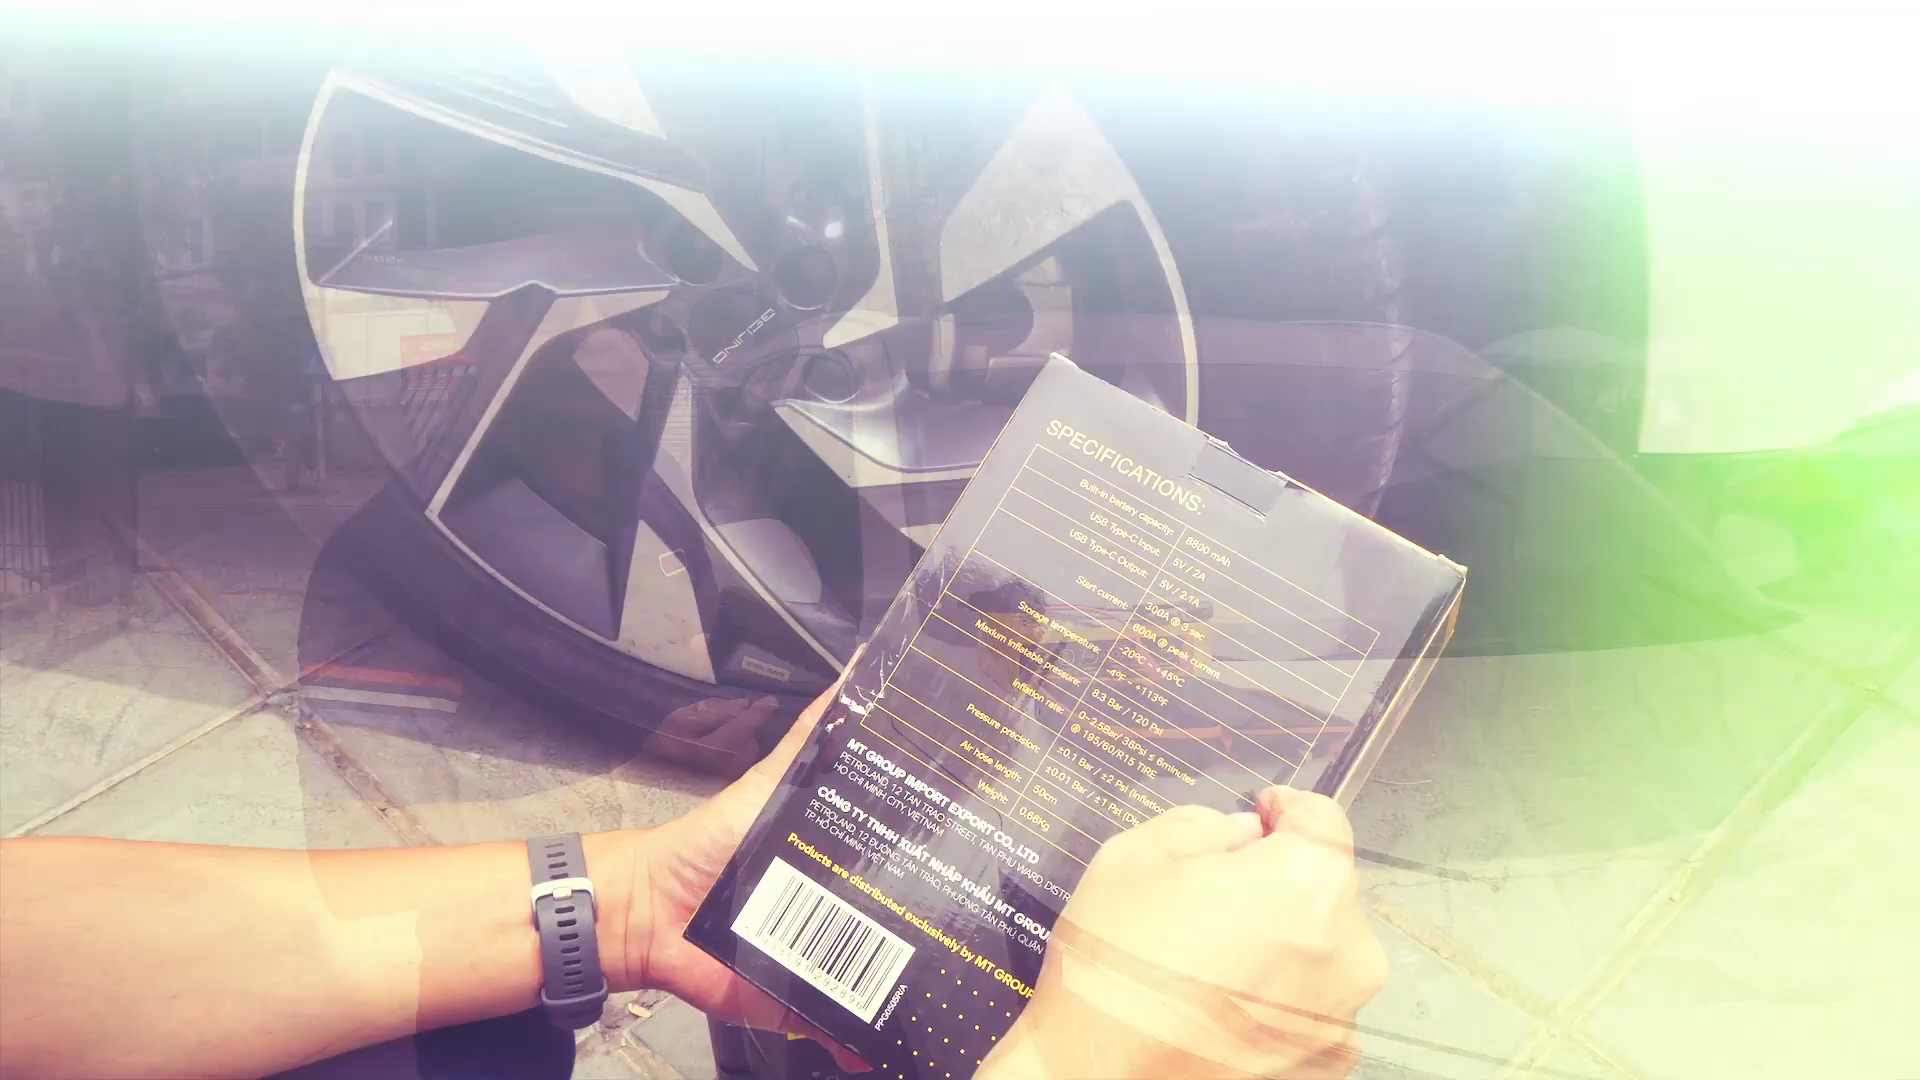 SPECIFICATIONS:
Built-in battery capacity: 8800 mAh
USB Type-C Input: 5V / 2A
USB Type-C Output: 5V / 2.1A
Start current: 300A @ 3 sec
600A @ peak current
Storage temperature: -20ºC ~ +45ºC
-4ºF ~ +113ºF
Maxium inflatable pressure: 8.3 Bar / 120 Psi
Inflation rate: 0~2.5Bar/ 36Psi ≤ 6minutes
@ 195/60/R15 TIRE
Pressure precision: ±0.1 Bar / ±2 Psi (Inflation
±0.01 Bar / ±1 Psi (Dis
Air hose length: 50cm
Weight: 0.66Kg
MT GROUP IMPORT EXPORT CO., LTD
PETROLAND, 12 TAN TRAO STREET, TAN PHU WARD, DISTR
HO CHI MINH CITY, VIETNAM
CÔNG TY TNHH XUẤT NHẬP KHẨU MT GROU
PETROLAND, 12 ĐƯỜNG TÂN TRÀO, PHƯỜNG TÂN PHÚ, QUẬN
TP. HỒ CHÍ MINH, VIỆT NAM
Products are distributed exclusively by MT GROUP
PPG0505R/A